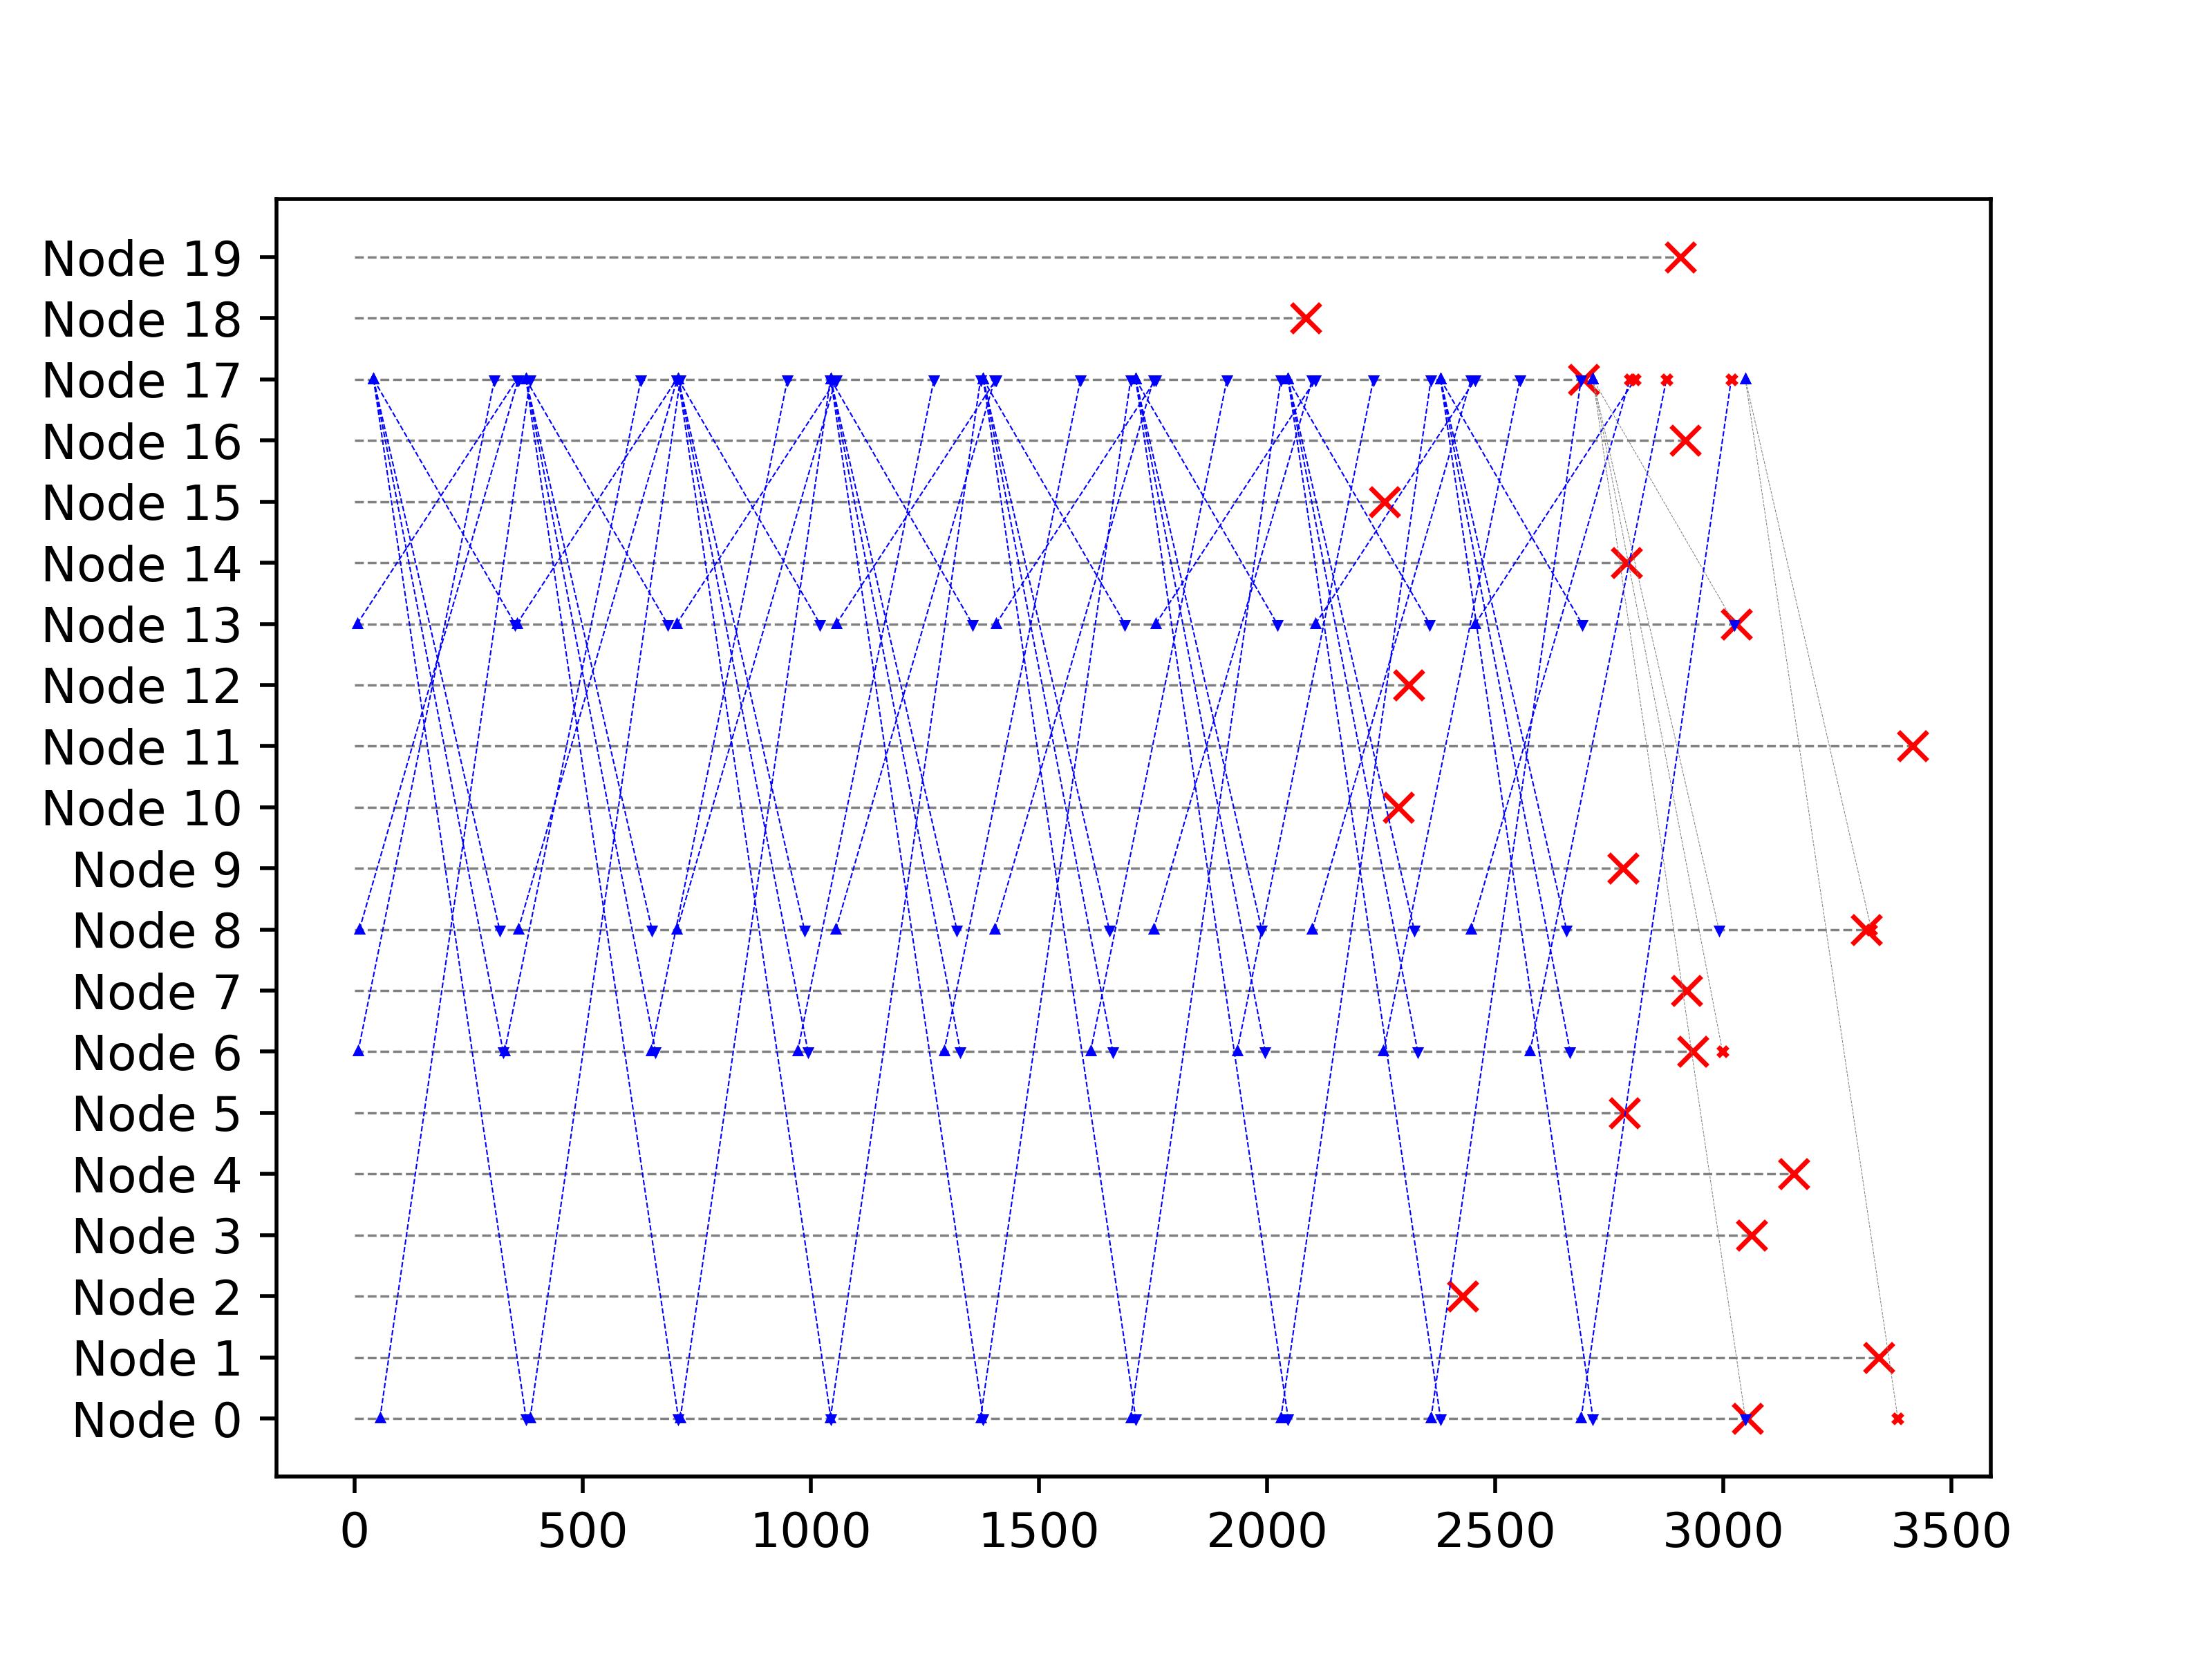 Node 19
Node 18
Node 17
Node 16
Node 15
Node 14
Node 13
Node 12
Node 11
Node 10
Node 9
Node 8
Node 7
Node 6
Node 5
Node 4
Node 3
Node 2
Node 1
Node 0
0 500 1000 1500 2000 2500 3000 3500